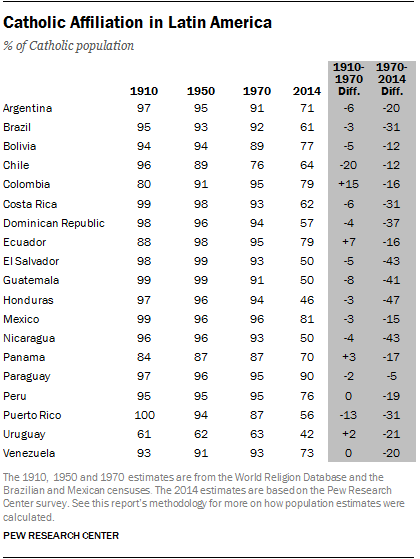 Catholic Affiliation in Latin America
% of Catholic population
1910 1950 1970 2014 1910-1970 Diff. 1970-2014 Diff.
Argentina 97 95 91 71 -6 -20
Brazil 95 93 92 61 -3 -31
Bolivia 94 94 89 77 -5 -12
Chile 96 89 76 64 -20 -12
Colombia 80 91 95 79 +15 -16
Costa Rica 99 98 93 62 -6 -31
Dominican Republic 98 96 94 57 -4 -37
Ecuador 88 98 95 79 +7 -16
El Salvador 98 99 93 50 -5 -43
Guatemala 99 99 91 50 -8 -41
Honduras 97 96 94 46 -3 -47
Mexico 99 96 96 81 -3 -15
Nicaragua 96 96 93 50 -4 -43
Panama 84 87 87 70 +3 -17
Paraguay 97 96 95 90 -2 -5
Peru 95 95 95 76 0 -19
Puerto Rico 100 94 87 56 -13 -31
Uruguay 61 62 63 42 +2 -21
Venezuela 93 91 93 73 0 -20
The 1910, 1950 and 1970 estimates are from the World Religion Database and the
Brazilian and Mexican censuses. The 2014 estimates are based on the Pew Research
Center survey. See this report's methodology for more on how population estimates were
calculated.
PEW RESEARCH CENTER